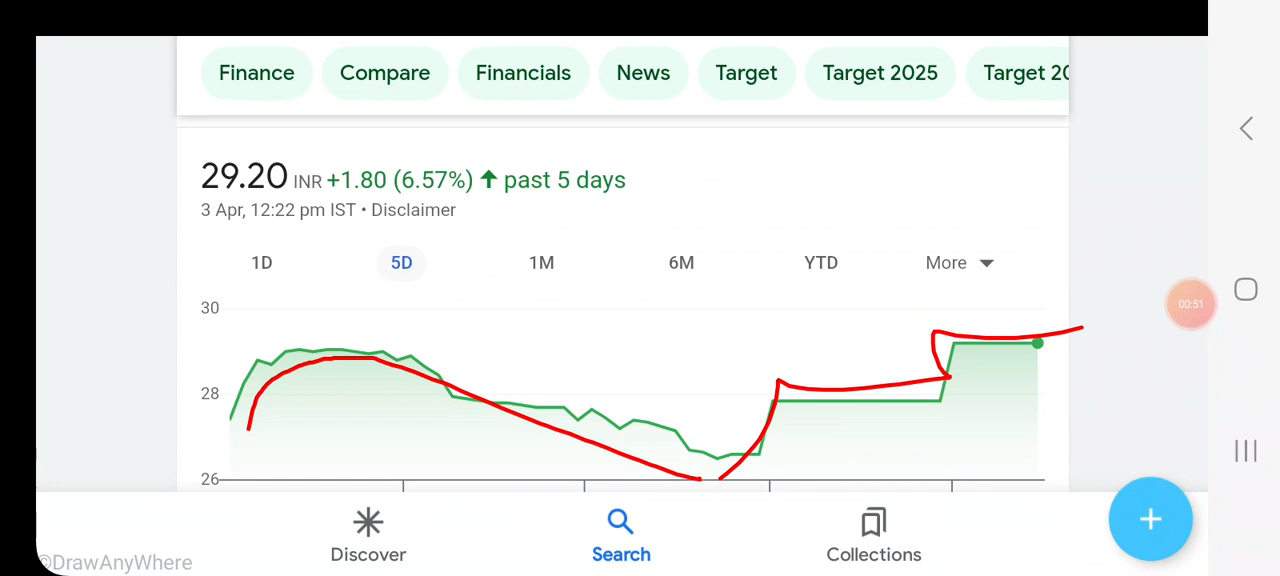 Finance Compare Financials News Target Target 2025 Target 20
29.20 INR +1.80 (6.57%) ↑ past 5 days
3 Apr, 12:22 pm IST • Disclaimer
1D 5D 1M 6M YTD More
30
00:51
28
26
Discover Search Collections
©DrawAnyWhere